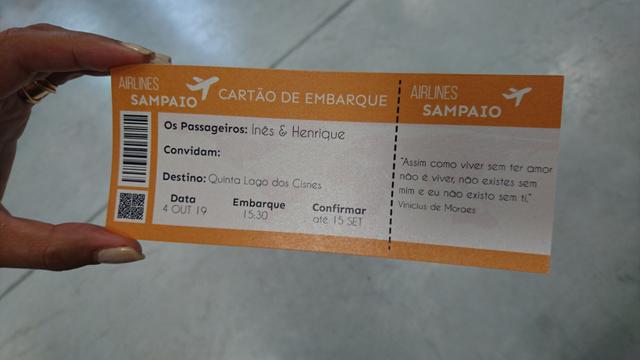 AIRLINES
SAMPAIO
CARTÃO DE EMBARQUE
Os Passageiros: Inês & Henrique
Convidam:
Destino: Quinta Lago dos Cisnes
Data
4 OUT 19
Embarque
15.30
Confirmar
até 15 SET
AIRLINES
SAMPAIO
"Assim como viver sem ter amor
não é viver, não existes sem
mim e eu não existo sem ti."
Vinicius de Moraes